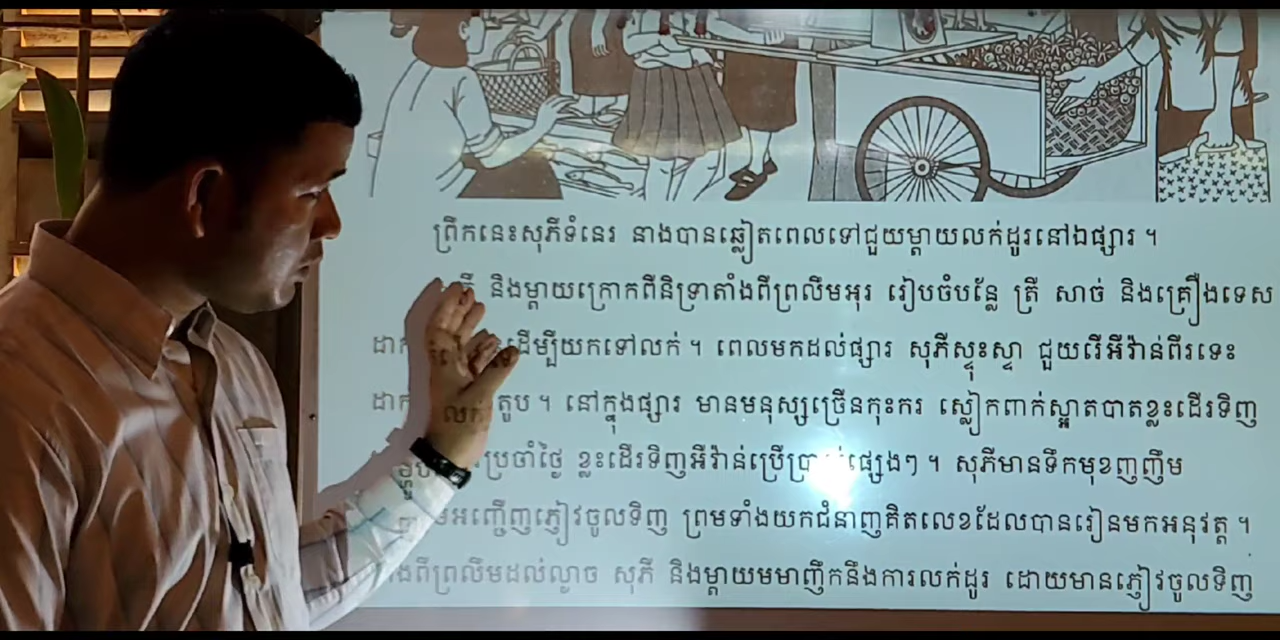 ព្រឹកនេះសុភីទំនេរ នាងបានឆ្លៀតពេលទៅជួយម្ដាយលក់ដូរនៅឯផ្សារ ។
ភី និងម្ដាយក្រោកពីនិទ្រាតាំងពីព្រលឹមអុរ រៀបចំបន្លែ ត្រី សាច់ និងគ្រឿងទេស
ដាក់ ដើម្បីយកទៅលក់ ។ ពេលមកដល់ផ្សារ សុភីស្ទុះស្ទា ជួយរើអីវ៉ាន់ពីរទេះ
ដាក់ លក់ តូប ។ នៅក្នុងផ្សារ មានមនុស្សច្រើនកុះករ ស្លៀកពាក់ស្អាតបាតខ្លះដើរទិញ
ម្ហូប ប្រចាំថ្ងៃ ខ្លះដើរទិញអីវ៉ាន់ប្រើ ផ្សេងៗ ។ សុភីមានទឹកមុខញញឹម
អញ្ជើញភ្ញៀវចូលទិញ ព្រមទាំងយកជំនាញគិតលេខដែលបានរៀនមកអនុវត្ត ។
ពីព្រលឹមដល់ល្ងាច សុភី និងម្ដាយមមាញឹកនឹងការលក់ដូរ ដោយមានភ្ញៀវចូលទិញ